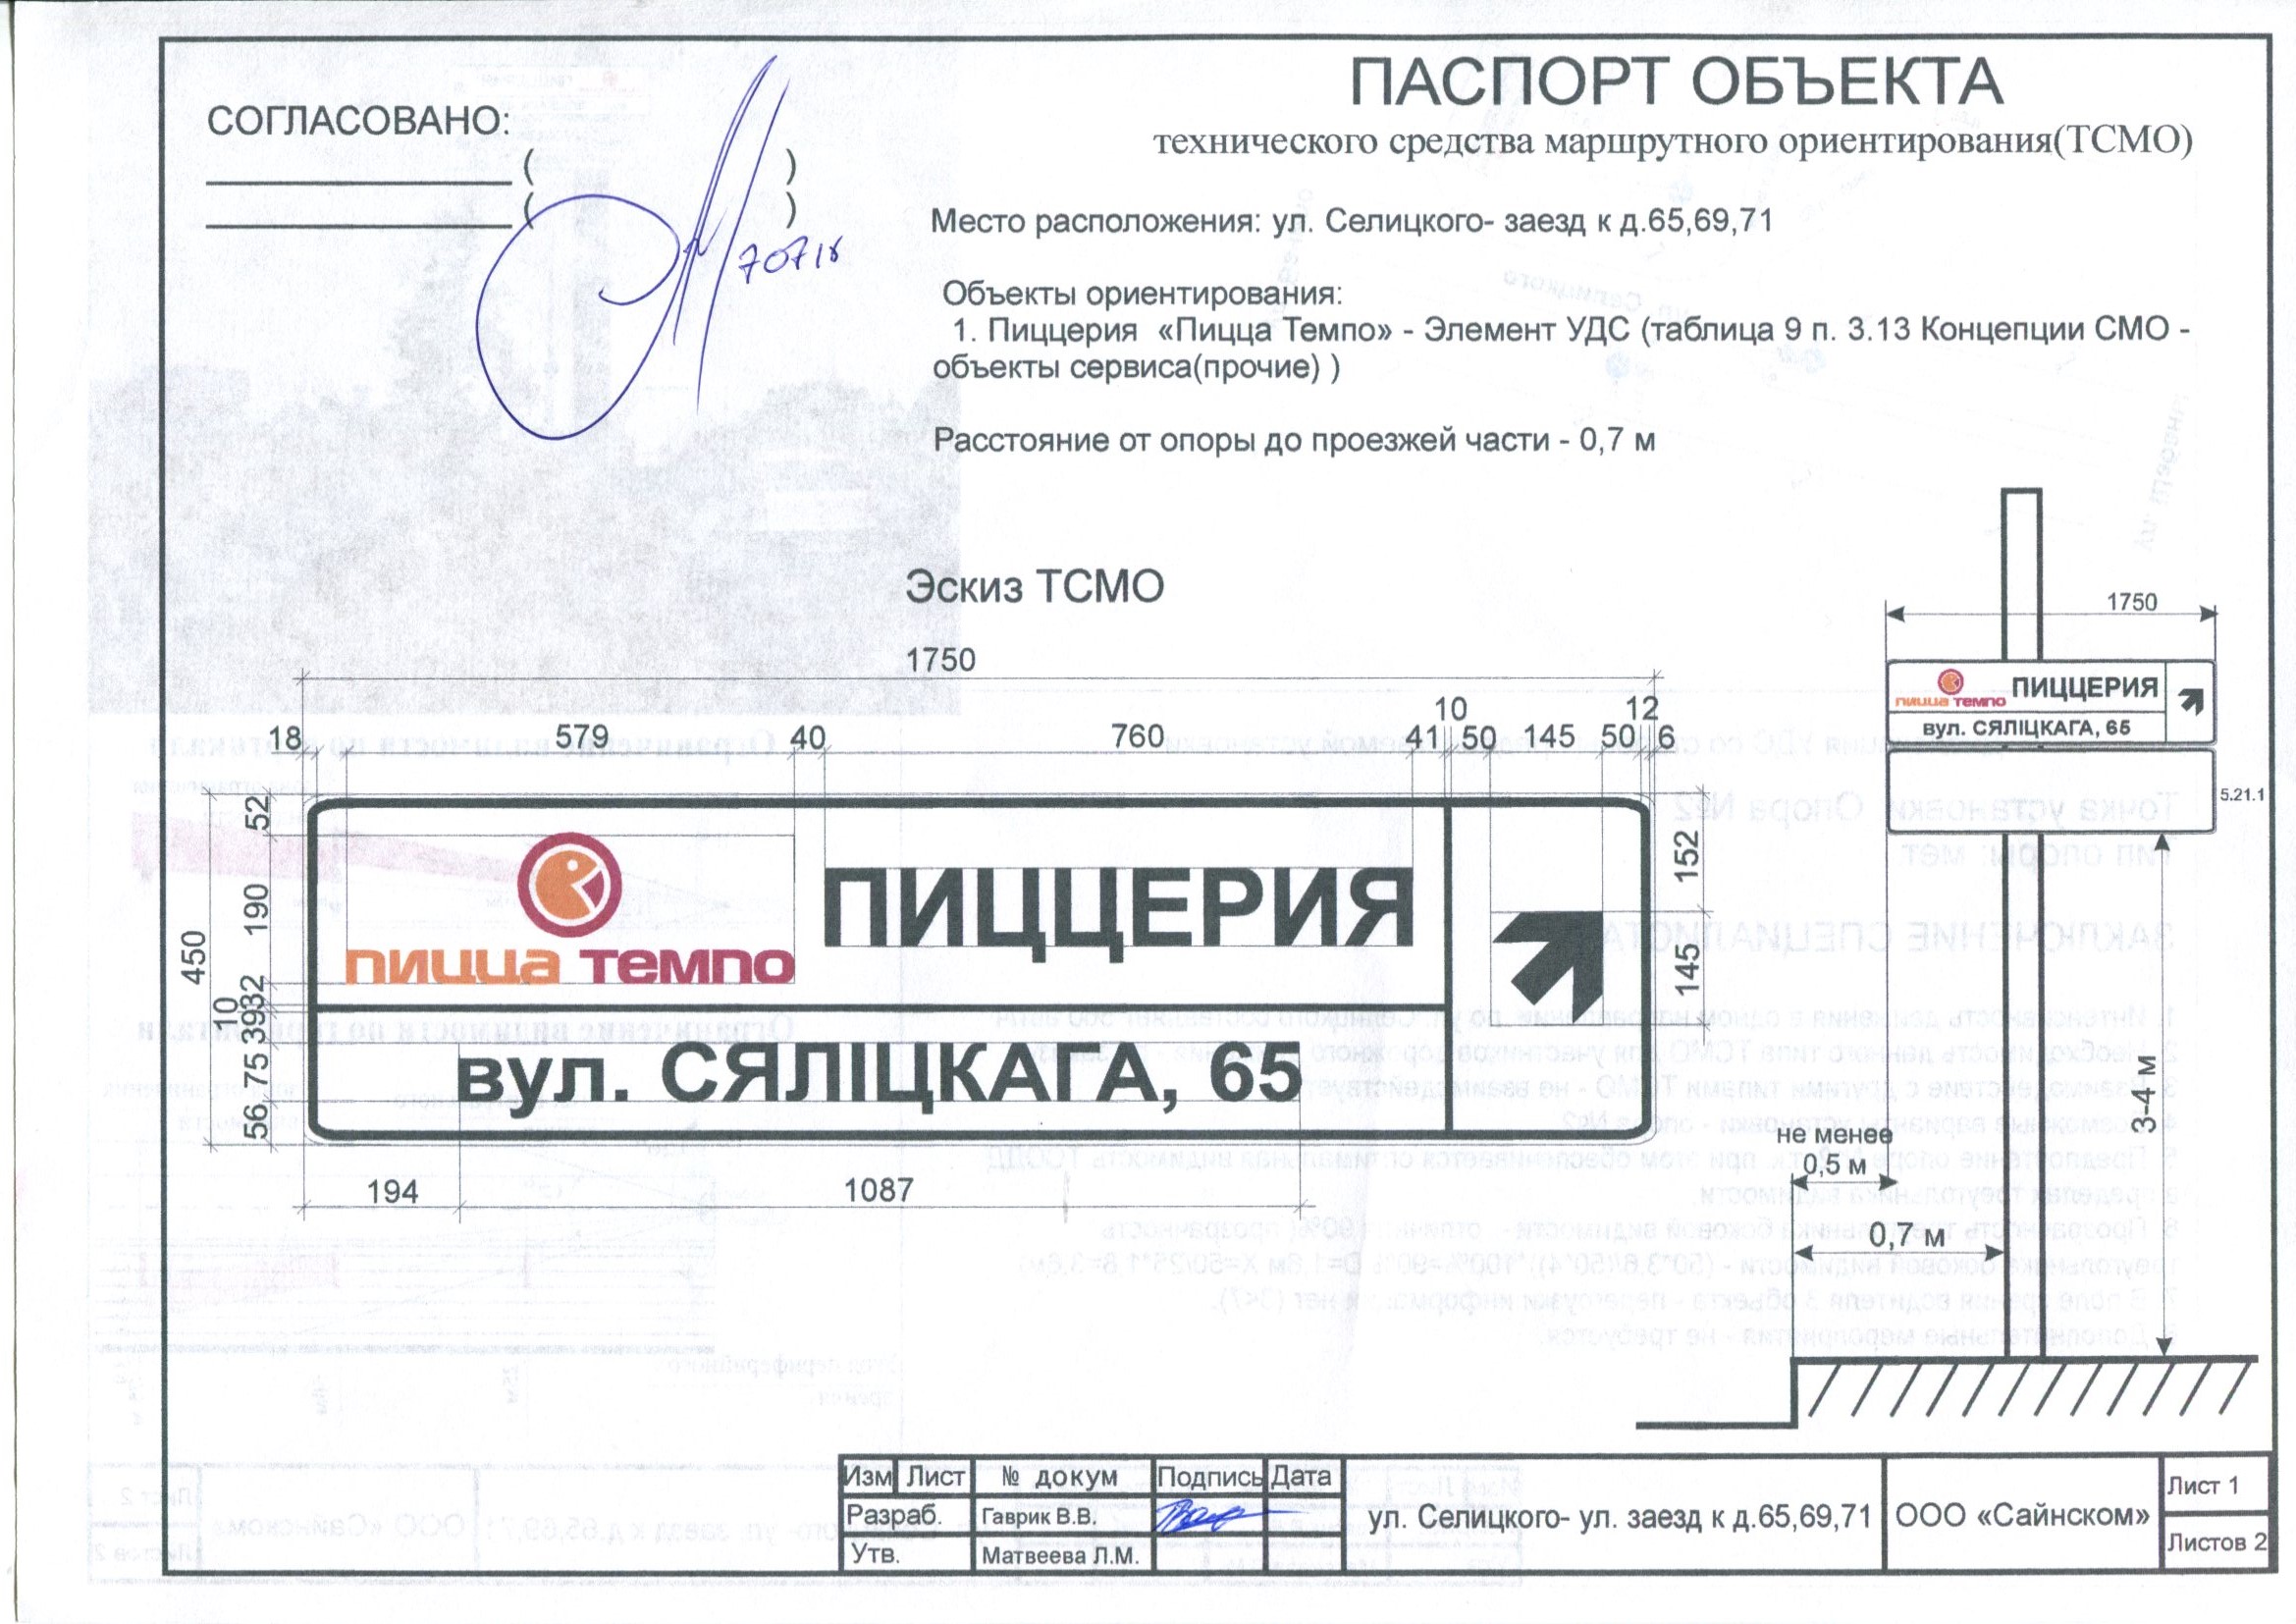 ПАСПОРТ ОБЪЕКТА
технического средства маршрутного ориентирования(ТСМО)
СОГЛАСОВАНО:
( )
( )
70718
Место расположения: ул. Селицкого- заезд к д.65,69,71
Объекты ориентирования:
1. Пиццерия «Пицца Темпо» - Элемент УДС (таблица 9 п. 3.13 Концепции СМО -
объекты сервиса(прочие) )
Расстояние от опоры до проезжей части - 0,7 м
Эскиз ТСМО
1750
18 579 40 760 41 10 50 145 50 12 6
450
52 190 32 10 39 75 56
пицца темпо
ПИЦЦЕРИЯ
вул. СЯЛІЦКАГА, 65
152
145
194 1087
1750
пицца темпо ПИЦЦЕРИЯ
вул. СЯЛІЦКАГА, 65
5.21.1
3-4 м
не менее
0,5 м
0,7 м
Изм Лист № докум Подпись Дата
Разраб. Гаврик В.В.
Утв. Матвеева Л.М.
ул. Селицкого- ул. заезд к д.65,69,71
ООО «Сайнском»
Лист 1
Листов 2